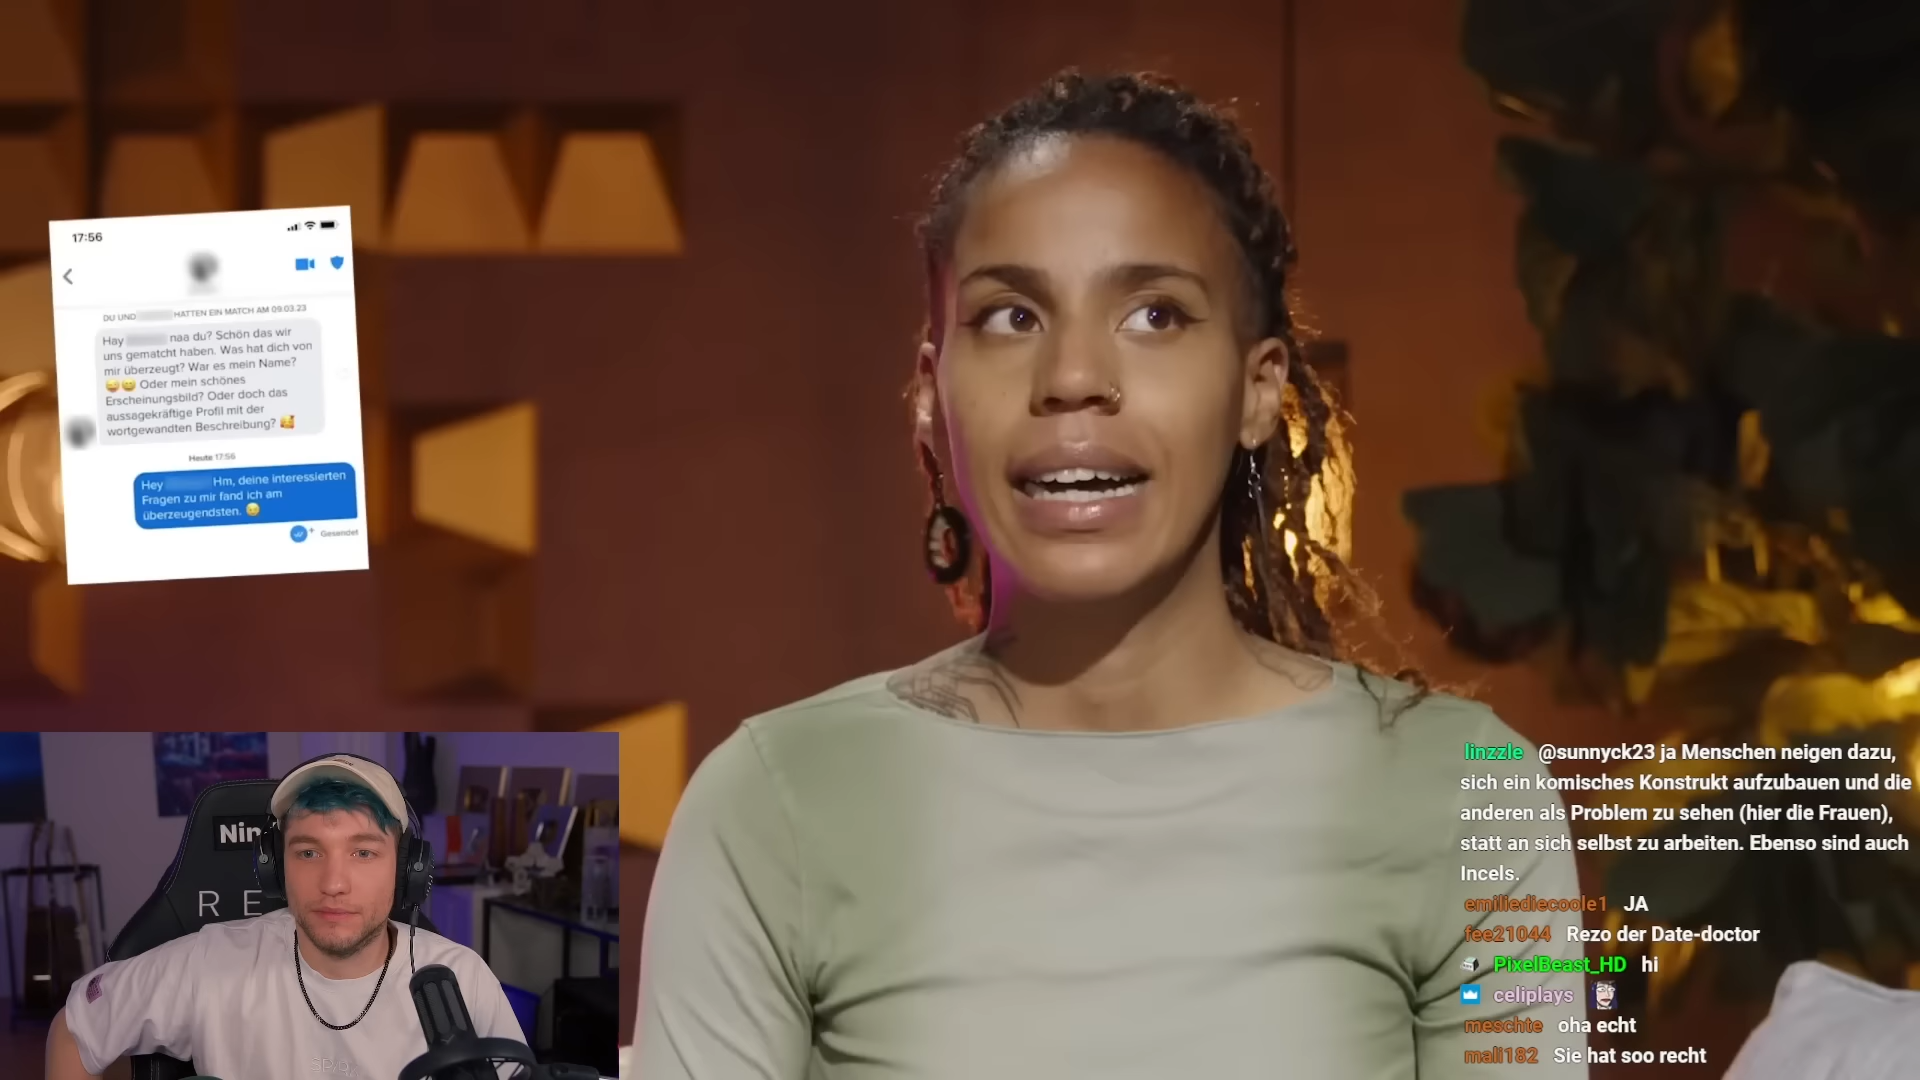 17:56
DU UND HATTEN EIN MATCH AM 09.03.23
Hay naa du? Schön das wir
uns gematcht haben. Was hat dich von
mir überzeugt? War es mein Name?
😜😄 Oder mein schönes
Erscheinungsbild? Oder doch das
aussagekräftige Profil mit der
wortgewandten Beschreibung? 🥰
Heute 17:56
Hey Hm, deine interessierten
Fragen zu mir fand ich am
überzeugendsten. 😅
Gesendet
Nin
RE
linzzle @sunnyck23 ja Menschen neigen dazu,
sich ein komisches Konstrukt aufzubauen und die
anderen als Problem zu sehen (hier die Frauen),
statt an sich selbst zu arbeiten. Ebenso sind auch
Incels.
emiliediecoole1 JA
fee21044 Rezo der Date-doctor
PixelBeast_HD hi
celiplays
meschte oha echt
mali182 Sie hat soo recht